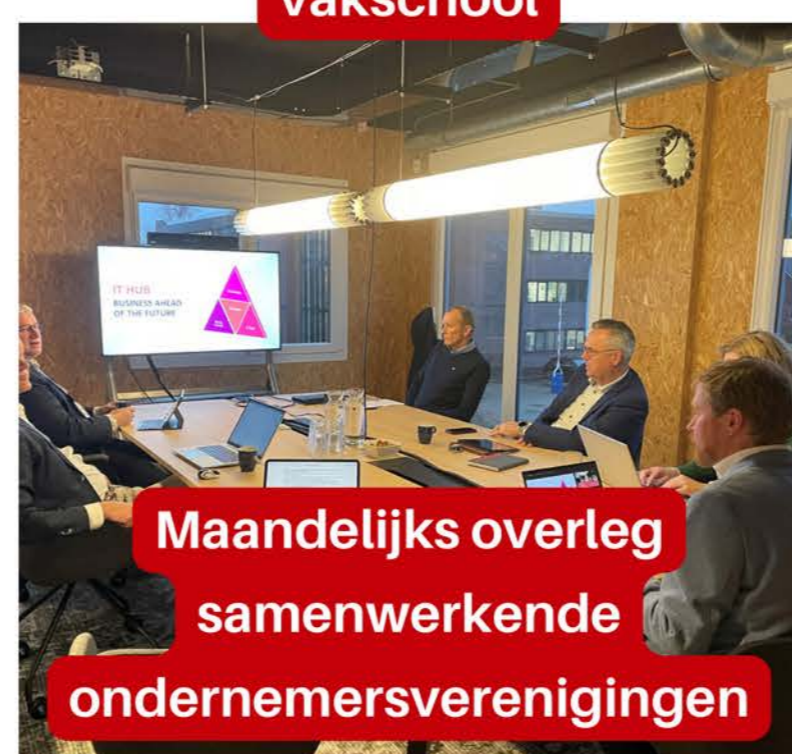 vakschool
IT HUB
BUSINESS AHEAD
OF THE FUTURE
Maandelijks overleg
samenwerkende
ondernemersverenigingen